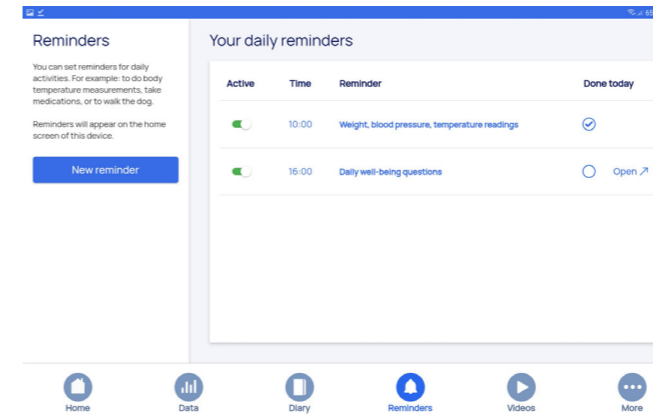 65
Reminders
You can set reminders for daily
activities. For example: to do body
temperature measurements, take
medications, or to walk the dog.
Reminders will appear on the home
screen of this device.
New reminder
Your daily reminders
Active Time Reminder Done today
10:00 Weight, blood pressure, temperature readings
16:00 Daily well-being questions Open
Home Data Diary Reminders Videos More